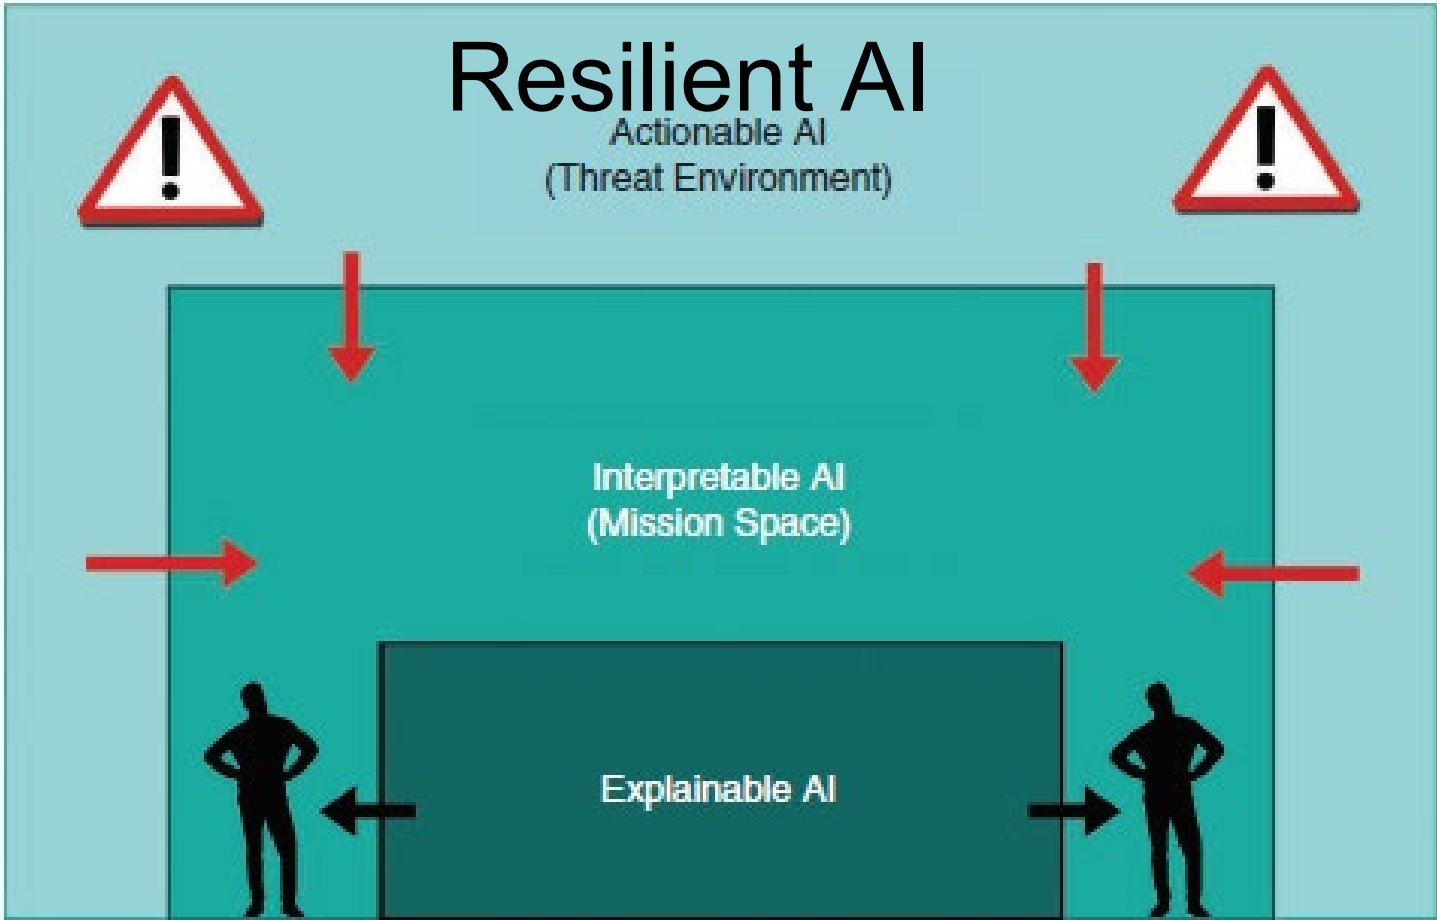 Resilient AI
Actionable AI
(Threat Environment)
Interpretable AI
(Mission Space)
Explainable AI